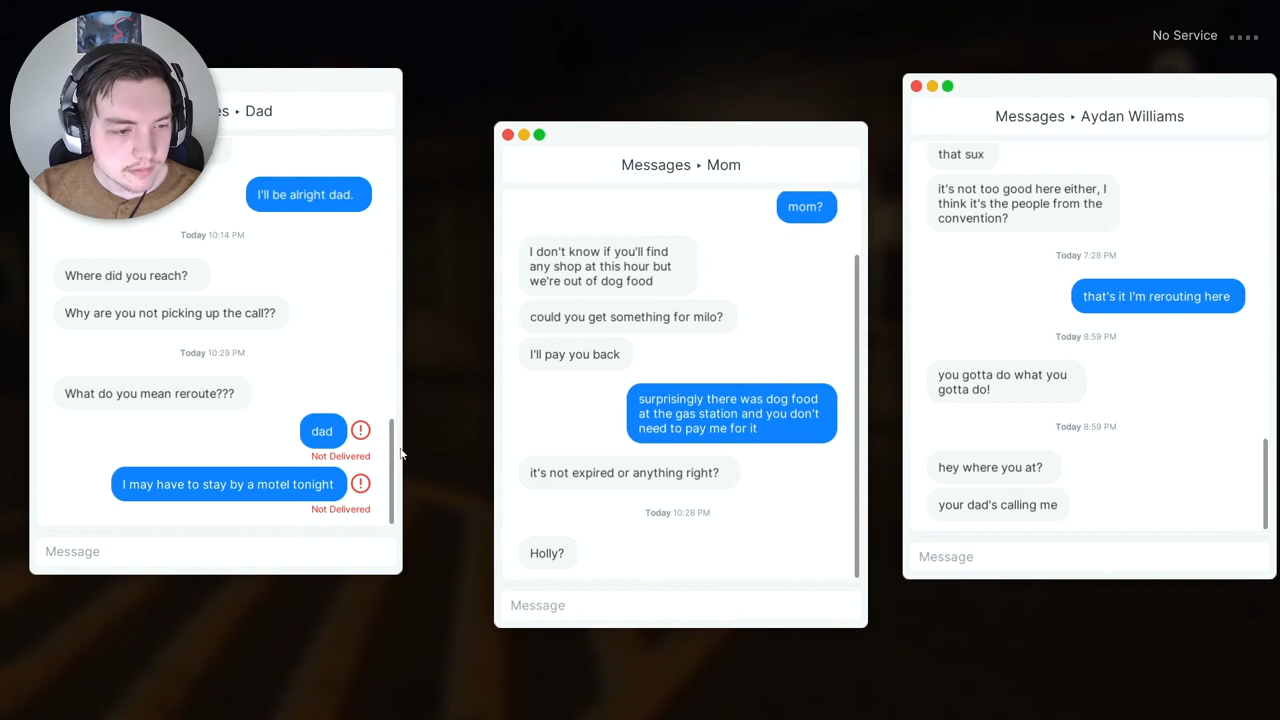 No Service
es ▸ Dad
I'll be alright dad.
Today 10:14 PM
Where did you reach?
Why are you not picking up the call??
Today 10:29 PM
What do you mean reroute???
dad
Not Delivered
I may have to stay by a motel tonight
Not Delivered
Message
Messages ▸ Mom
mom?
I don't know if you'll find
any shop at this hour but
we're out of dog food
could you get something for milo?
I'll pay you back
surprisingly there was dog food
at the gas station and you don't
need to pay me for it
it's not expired or anything right?
Today 10:28 PM
Holly?
Message
Messages ▸ Aydan Williams
that sux
it's not too good here either, I
think it's the people from the
convention?
Today 7:28 PM
that's it I'm rerouting here
Today 8:59 PM
you gotta do what you
gotta do!
Today 8:59 PM
hey where you at?
your dad's calling me
Message